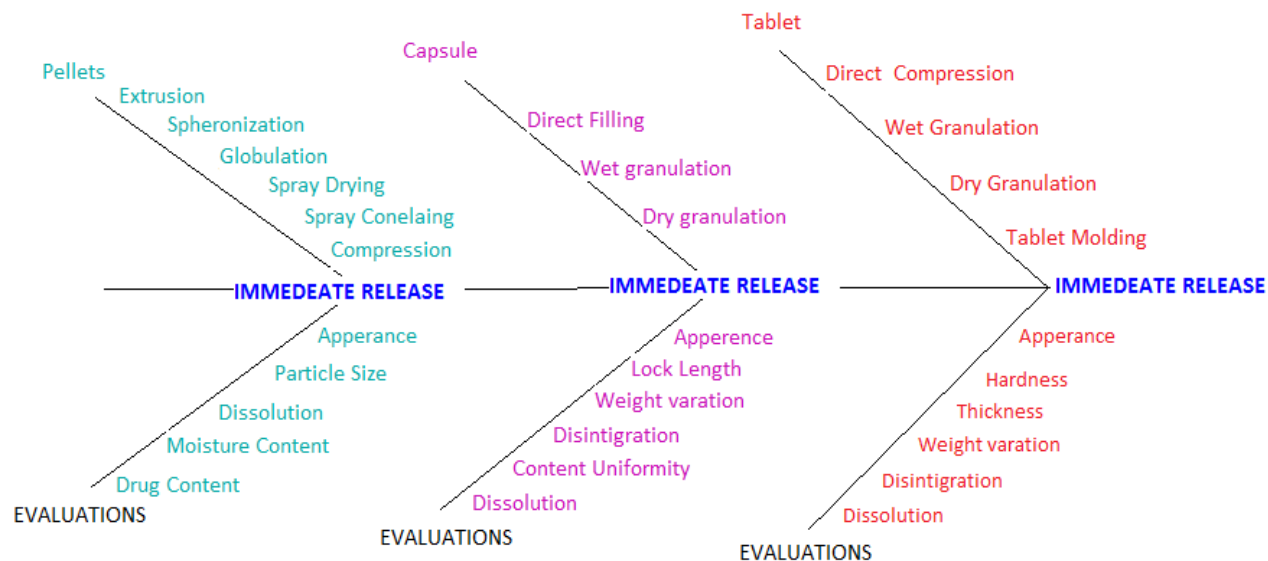 Pellets
Extrusion
Spheronization
Globulation
Spray Drying
Spray Conelaing
Compression
IMMEDEATE RELEASE
Apperance
Particle Size
Dissolution
Moisture Content
Drug Content
EVALUATIONS
Capsule
Direct Filling
Wet granulation
Dry granulation
IMMEDEATE RELEASE
Apperence
Lock Length
Weight varation
Disintigration
Content Uniformity
Dissolution
EVALUATIONS
Tablet
Direct Compression
Wet Granulation
Dry Granulation
Tablet Molding
IMMEDEATE RELEASE
Apperance
Hardness
Thickness
Weight varation
Disintigration
Dissolution
EVALUATIONS